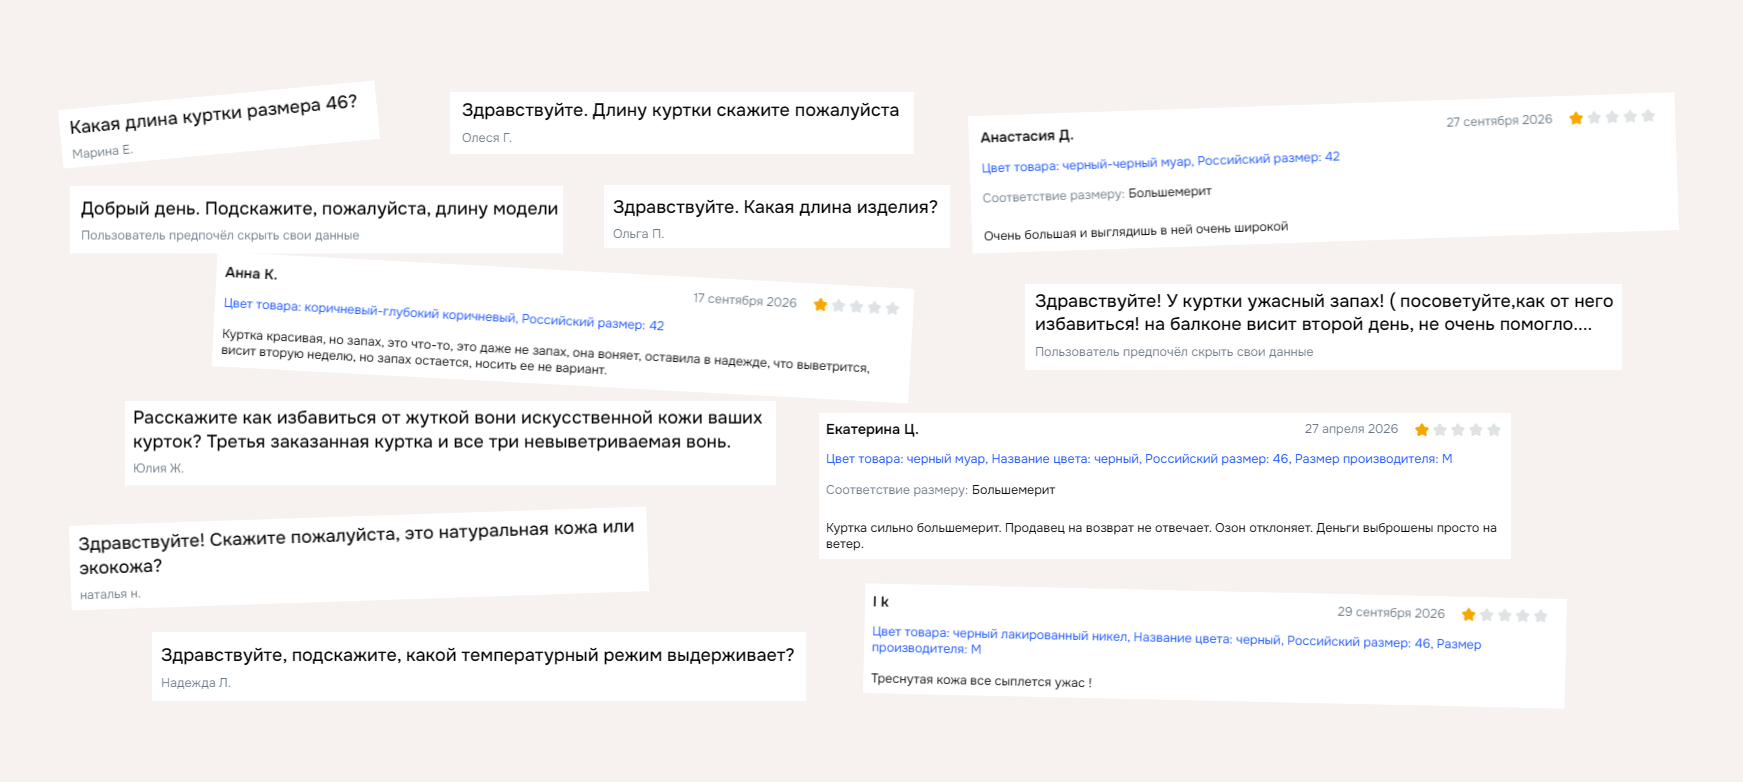 Какая длина куртки размера 46?
Марина Е.
Здравствуйте. Длину куртки скажите пожалуйста
Олеся Г.
Анастасия Д.
27 сентября 2026
Цвет товара: черный-черный муар, Российский размер: 42
Соответствие размеру: Большемерит
Очень большая и выглядишь в ней очень широкой
Добрый день. Подскажите, пожалуйста, длину модели
Пользователь предпочёл скрыть свои данные
Здравствуйте. Какая длина изделия?
Ольга П.
Анна К.
17 сентября 2026
Цвет товара: коричневый-глубокий коричневый, Российский размер: 42
Куртка красивая, но запах, это что-то, это даже не запах, она воняет, оставила в надежде, что выветрится,
висит вторую неделю, но запах остается, носить ее не вариант.
Здравствуйте! У куртки ужасный запах! ( посоветуйте,как от него
избавиться! на балконе висит второй день, не очень помогло....
Пользователь предпочёл скрыть свои данные
Расскажите как избавиться от жуткой вони искусственной кожи ваших
курток? Третья заказанная куртка и все три невыветриваемая вонь.
Юлия Ж.
Екатерина Ц.
27 апреля 2026
Цвет товара: черный муар, Название цвета: черный, Российский размер: 46, Размер производителя: M
Соответствие размеру: Большемерит
Куртка сильно большемерит. Продавец на возврат не отвечает. Озон отклоняет. Деньги выброшены просто на
ветер.
Здравствуйте! Скажите пожалуйста, это натуральная кожа или
экокожа?
наталья н.
I k
29 сентября 2026
Цвет товара: черный лакированный никел, Название цвета: черный, Российский размер: 46, Размер
производителя: M
Треснутая кожа все сыплется ужас !
Здравствуйте, подскажите, какой температурный режим выдерживает?
Надежда Л.